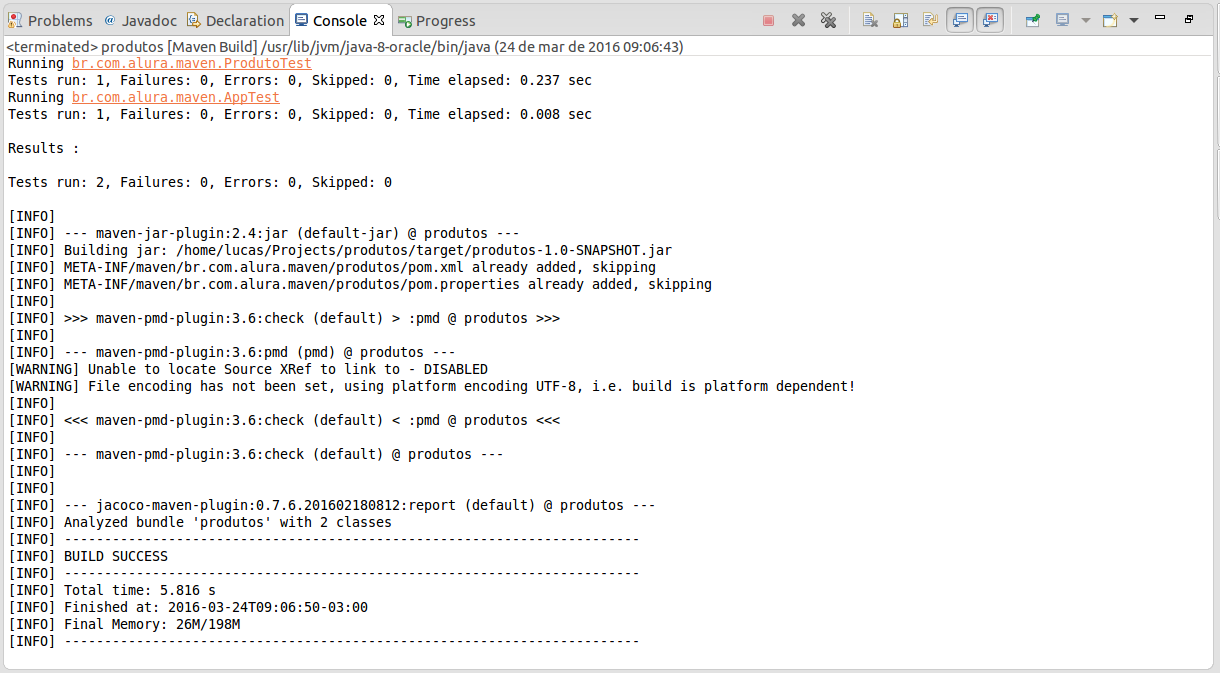 Problems @ Javadoc Declaration Console Progress
<terminated> produtos [Maven Build] /usr/lib/jvm/java-8-oracle/bin/java (24 de mar de 2016 09:06:43)
Running br.com.alura.maven.ProdutoTest
Tests run: 1, Failures: 0, Errors: 0, Skipped: 0, Time elapsed: 0.237 sec
Running br.com.alura.maven.AppTest
Tests run: 1, Failures: 0, Errors: 0, Skipped: 0, Time elapsed: 0.008 sec
Results :
Tests run: 2, Failures: 0, Errors: 0, Skipped: 0
[INFO]
[INFO] --- maven-jar-plugin:2.4:jar (default-jar) @ produtos ---
[INFO] Building jar: /home/lucas/Projects/produtos/target/produtos-1.0-SNAPSHOT.jar
[INFO] META-INF/maven/br.com.alura.maven/produtos/pom.xml already added, skipping
[INFO] META-INF/maven/br.com.alura.maven/produtos/pom.properties already added, skipping
[INFO]
[INFO] >>> maven-pmd-plugin:3.6:check (default) > :pmd @ produtos >>>
[INFO]
[INFO] --- maven-pmd-plugin:3.6:pmd (pmd) @ produtos ---
[WARNING] Unable to locate Source XRef to link to - DISABLED
[WARNING] File encoding has not been set, using platform encoding UTF-8, i.e. build is platform dependent!
[INFO]
[INFO] <<< maven-pmd-plugin:3.6:check (default) < :pmd @ produtos <<<
[INFO]
[INFO] --- maven-pmd-plugin:3.6:check (default) @ produtos ---
[INFO]
[INFO]
[INFO] --- jacoco-maven-plugin:0.7.6.201602180812:report (default) @ produtos ---
[INFO] Analyzed bundle 'produtos' with 2 classes
[INFO] ------------------------------------------------------------------------
[INFO] BUILD SUCCESS
[INFO] ------------------------------------------------------------------------
[INFO] Total time: 5.816 s
[INFO] Finished at: 2016-03-24T09:06:50-03:00
[INFO] Final Memory: 26M/198M
[INFO] ------------------------------------------------------------------------